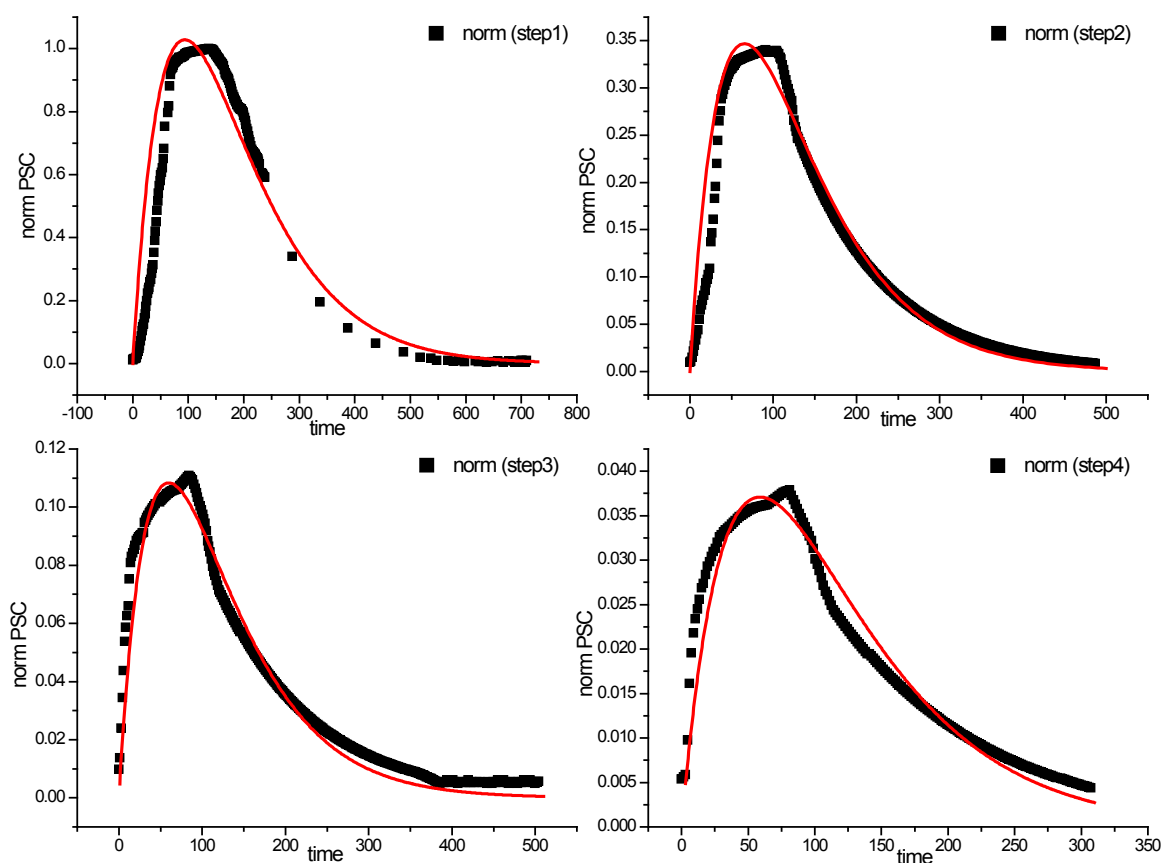 norm (step1)
norm PSC
1.0
0.8
0.6
0.4
0.2
0.0
-100 0 100 200 300 400 500 600 700 800
time
norm (step2)
norm PSC
0.35
0.30
0.25
0.20
0.15
0.10
0.05
0.00
0 100 200 300 400 500
time
norm (step3)
norm PSC
0.12
0.10
0.08
0.06
0.04
0.02
0.00
0 100 200 300 400 500
time
norm (step4)
norm PSC
0.040
0.035
0.030
0.025
0.020
0.015
0.010
0.005
0.000
0 50 100 150 200 250 300 350
time